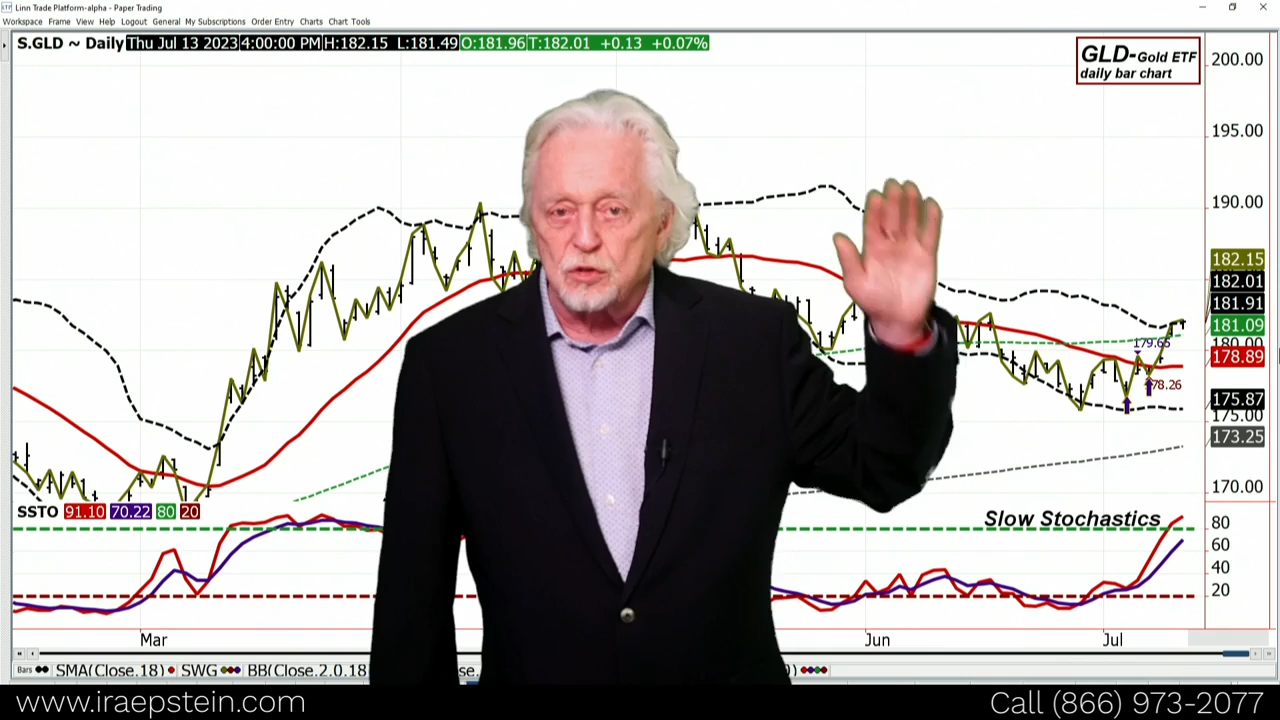 Linn Trade Platform-alpha - Paper Trading
Workspace Frame View Help Logout General My Subscriptions Order Entry Charts Chart Tools
S.GLD ~ Daily Thu Jul 13 2023 4:00:00 PM H:182.15 L:181.49 O:181.96 T:182.01 +0.13 +0.07%
GLD-Gold ETF
daily bar chart
200.00
195.00
190.00
182.15
182.01
181.91
181.09
180.00
178.89
175.87
175.00
173.25
170.00
179.65
178.26
SSTO 91.10 70.22 80 20
Slow Stochastics
80
60
40
20
Mar Jun Jul
Bars SMA(Close,18) SWG BB(Close,2.0,18
www.iraepstein.com Call (866) 973-2077